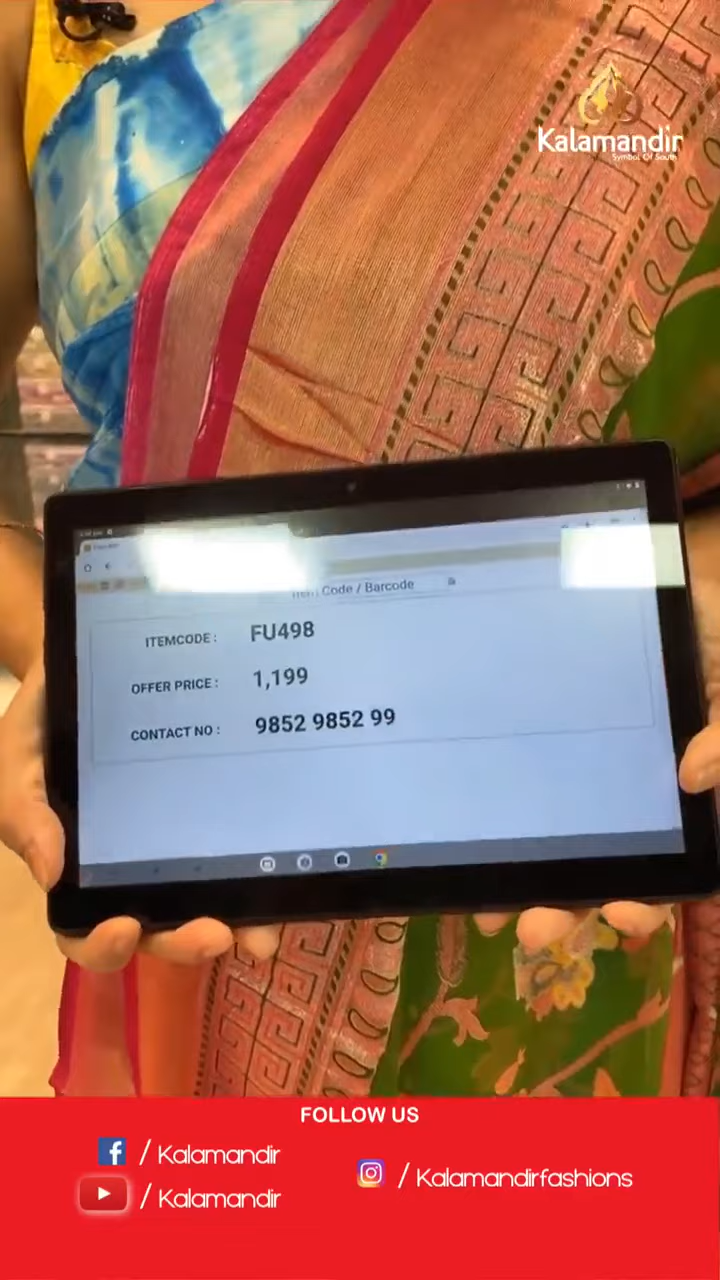 Kalamandir
Symbol Of South
Item Code / Barcode
ITEMCODE : FU498
OFFER PRICE : 1,199
CONTACT NO : 9852 9852 99
FOLLOW US
/ Kalamandir
/ Kalamandirfashions
/ Kalamandir